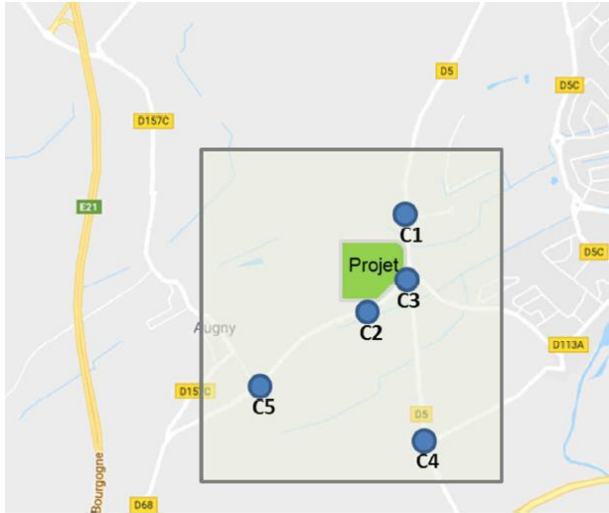 D5
D5C
D157C
E21
C1
Projet
D5C
C3
C2
Augny
D113A
D157C
C5
D5
C4
Bourgogne
D68